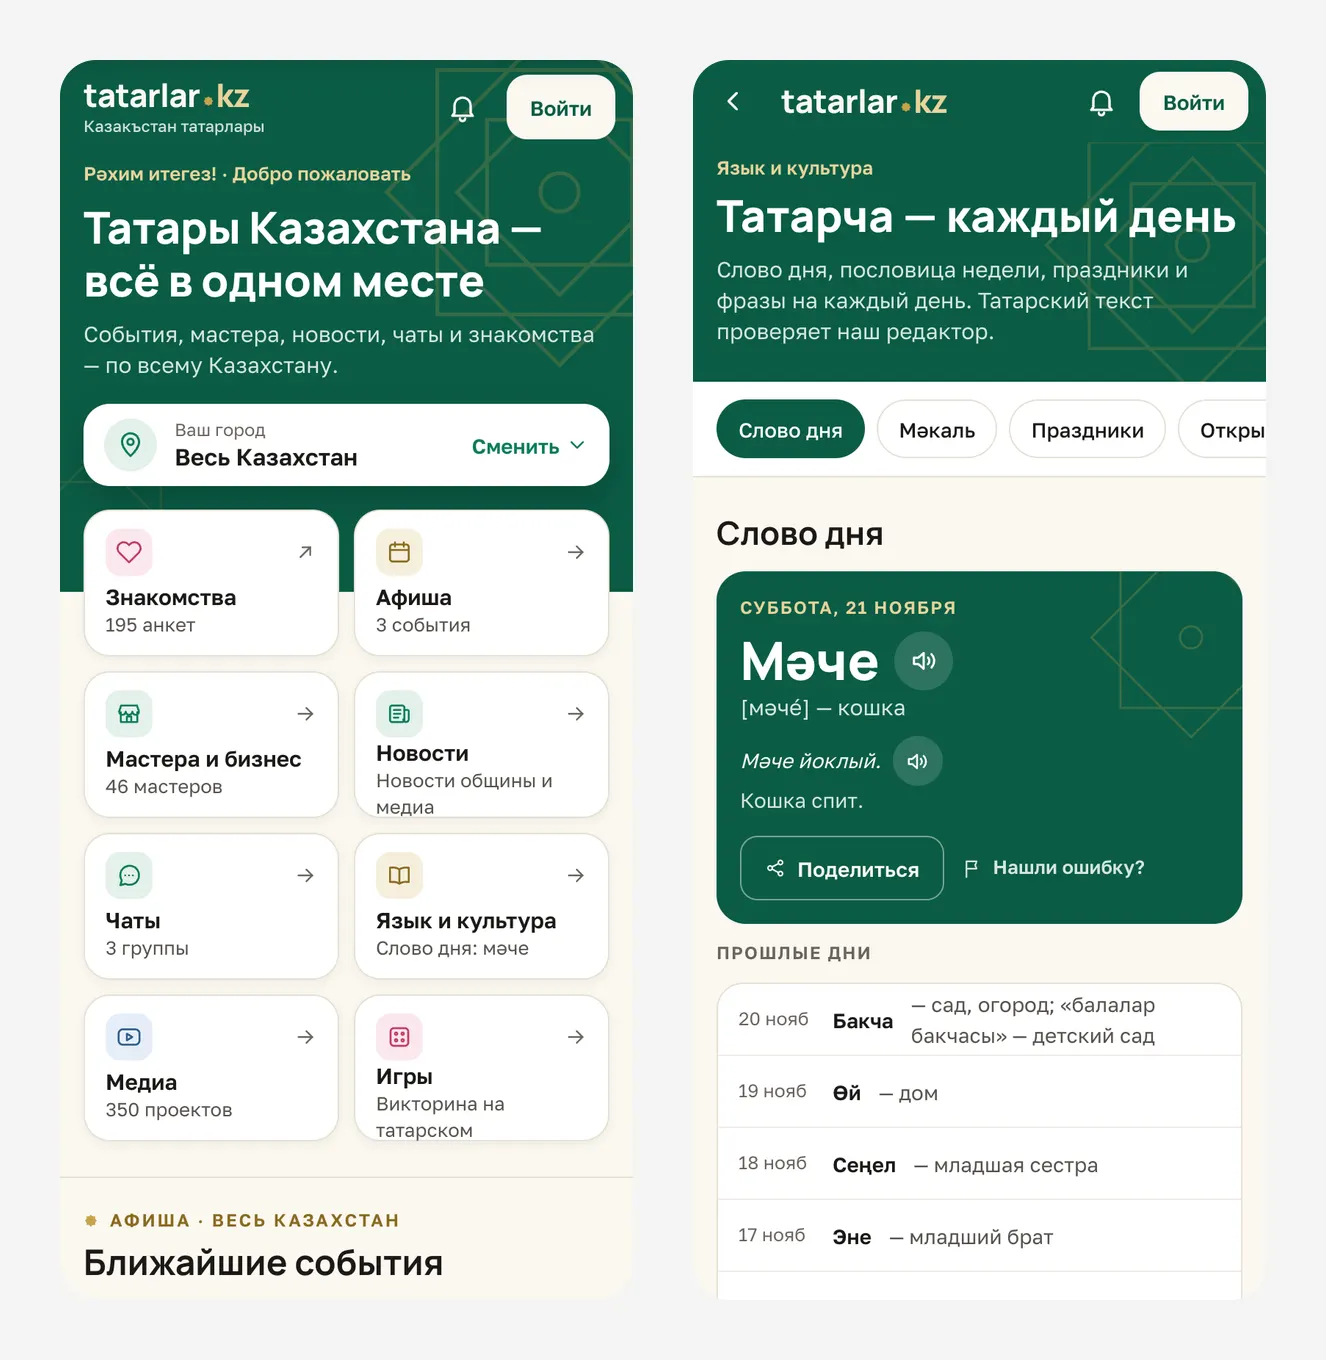 tatarlar.kz
Казакъстан татарлары
Войти
Рәхим итегез! · Добро пожаловать
Татары Казахстана —
всё в одном месте
События, мастера, новости, чаты и знакомства
— по всему Казахстану.
Ваш город
Весь Казахстан
Сменить
Знакомства
195 анкет
Афиша
3 события
Мастера и бизнес
46 мастеров
Новости
Новости общины и
медиа
Чаты
3 группы
Язык и культура
Слово дня: мәче
Медиа
350 проектов
Игры
Викторина на
татарском
АФИША · ВЕСЬ КАЗАХСТАН
Ближайшие события
tatarlar.kz
Войти
Язык и культура
Татарча — каждый день
Слово дня, пословица недели, праздники и
фразы на каждый день. Татарский текст
проверяет наш редактор.
Слово дня
Мәкаль
Праздники
Откры
Слово дня
СУББОТА, 21 НОЯБРЯ
Мәче
[мәчé] — кошка
Мәче йоклый.
Кошка спит.
Поделиться
Нашли ошибку?
ПРОШЛЫЕ ДНИ
20 нояб Бакча — сад, огород; «балалар
бакчасы» — детский сад
19 нояб Өй — дом
18 нояб Сеңел — младшая сестра
17 нояб Эне — младший брат